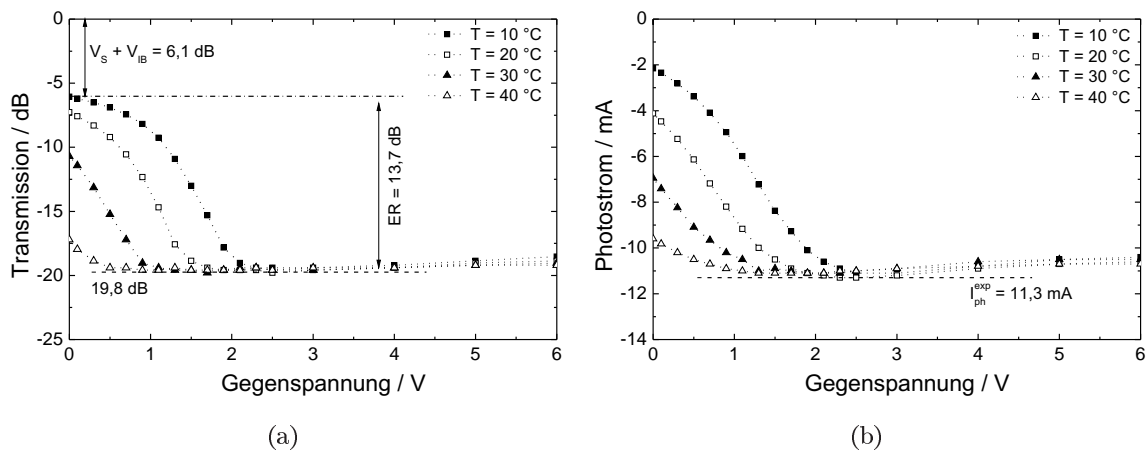 0
-5
-10
-15
-20
-25
Transmission / dB
V_S + V_IB = 6,1 dB
T = 10 °C
T = 20 °C
T = 30 °C
T = 40 °C
ER = 13,7 dB
19,8 dB
0 1 2 3 4 5 6
Gegenspannung / V
(a)
0
-2
-4
-6
-8
-10
-12
-14
Photostrom / mA
T = 10 °C
T = 20 °C
T = 30 °C
T = 40 °C
I_ph^exp = 11,3 mA
0 1 2 3 4 5 6
Gegenspannung / V
(b)